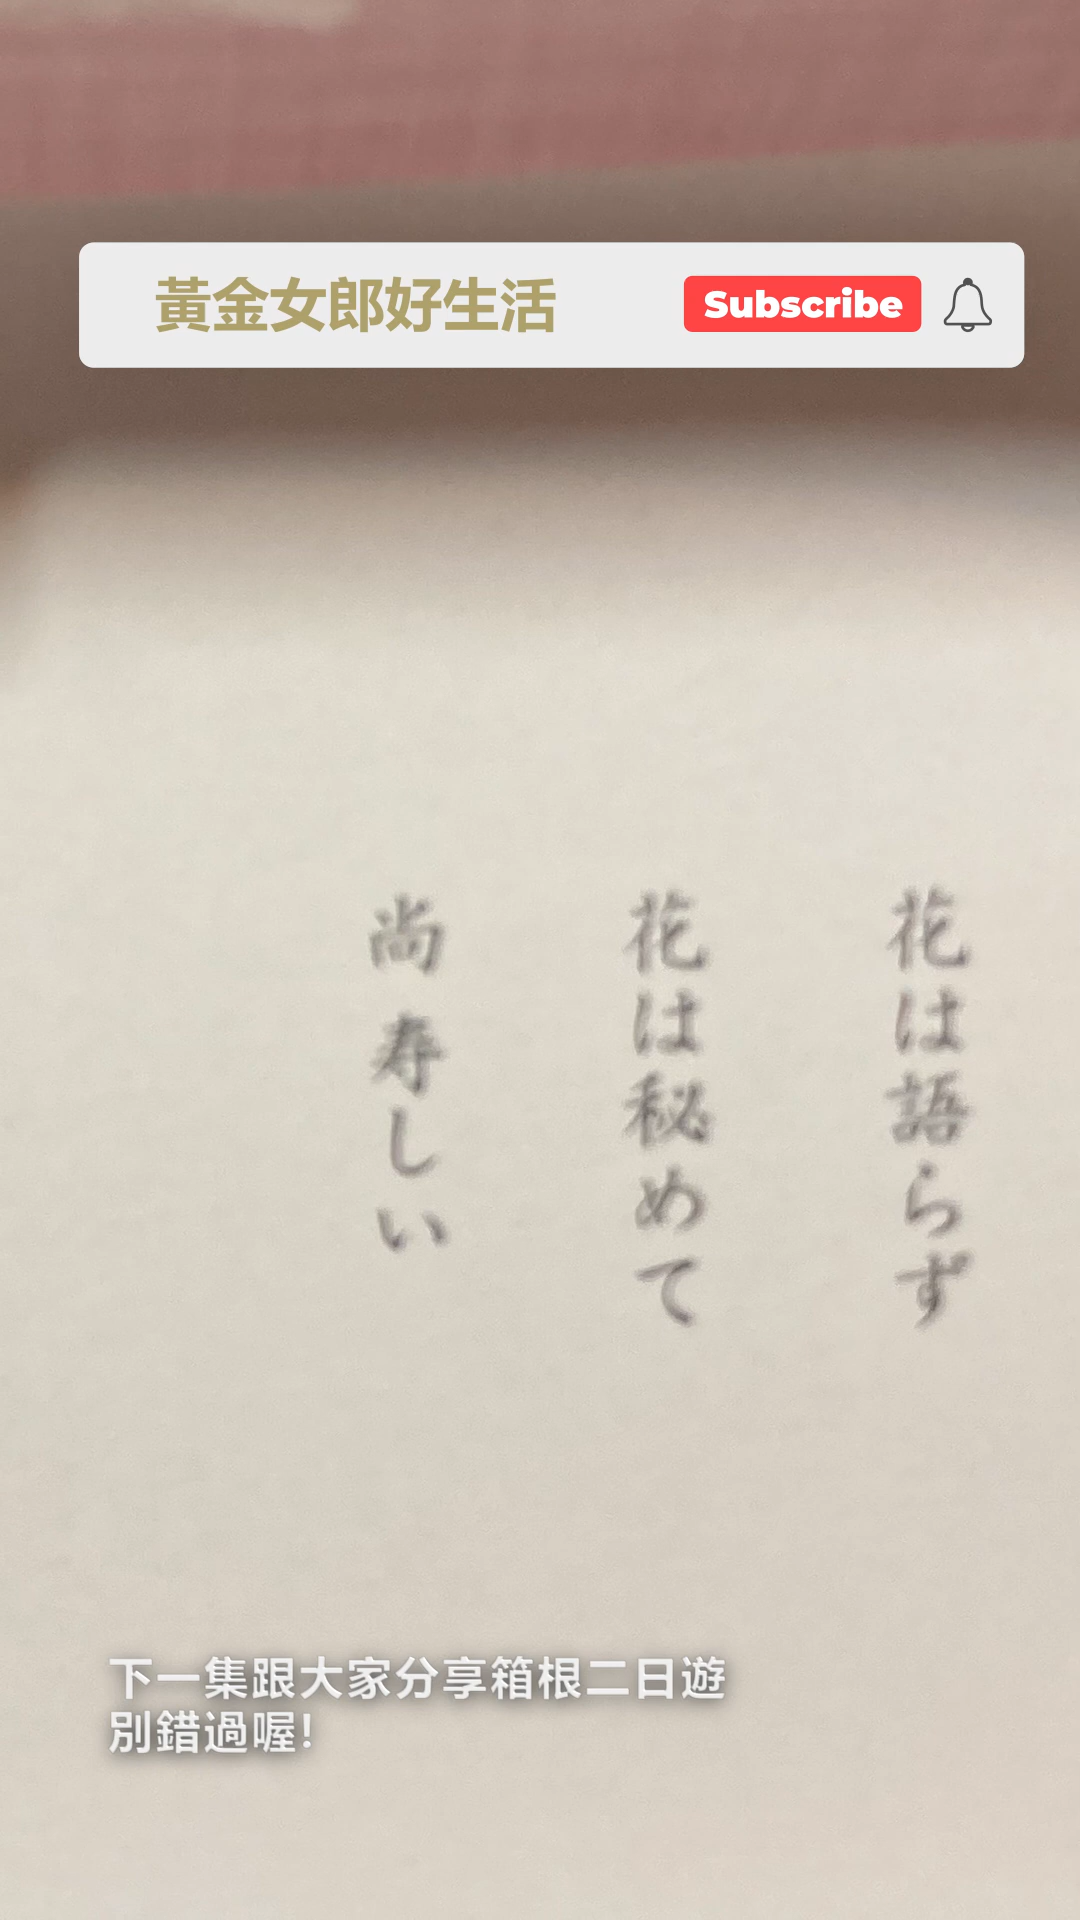 黃金女郎好生活
Subscribe
花は語らず
花は秘めて
尚 寿しい
下一集跟大家分享箱根二日遊
別錯過喔!